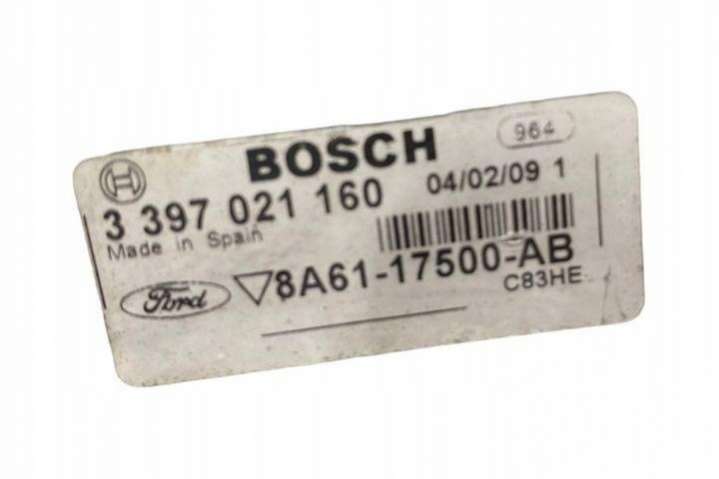 BOSCH 964
3 397 021 160 04/02/09 1
Made in Spain
Ford 8A61-17500-AB
C83HE